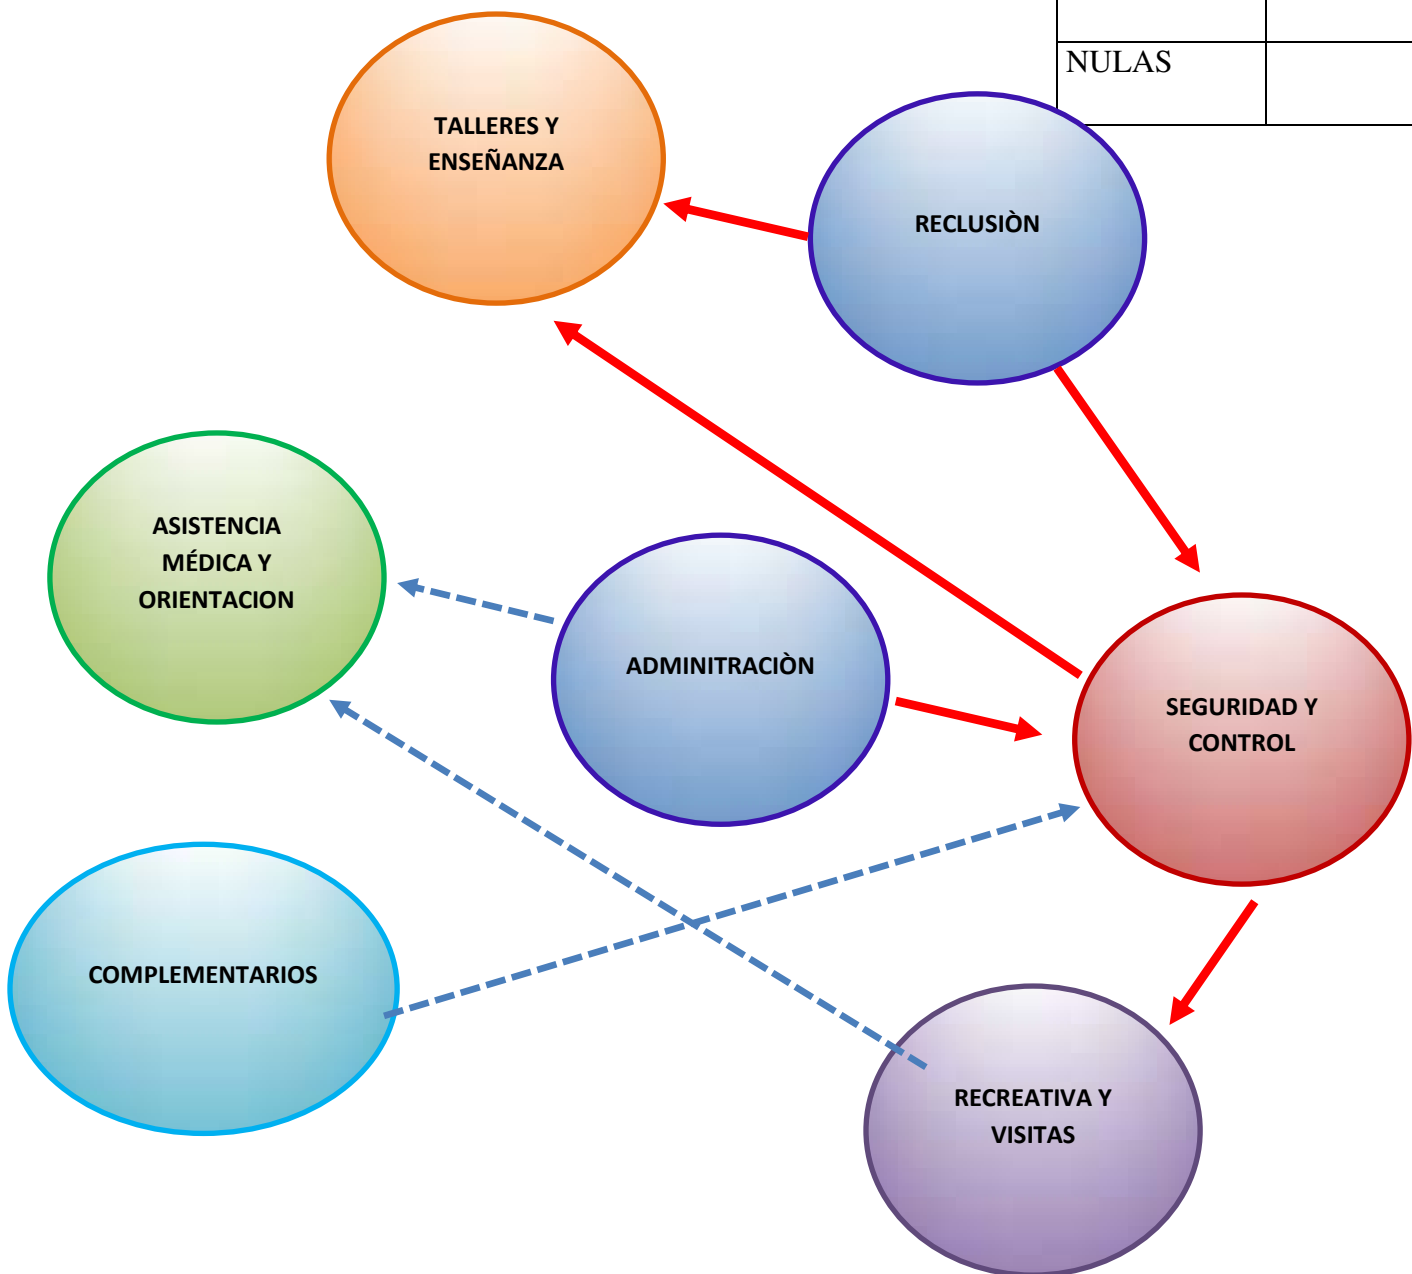 NULAS
TALLERES Y
ENSEÑANZA
RECLUSIÒN
ASISTENCIA
MÉDICA Y
ORIENTACION
ADMINITRACIÒN
SEGURIDAD Y
CONTROL
COMPLEMENTARIOS
RECREATIVA Y
VISITAS